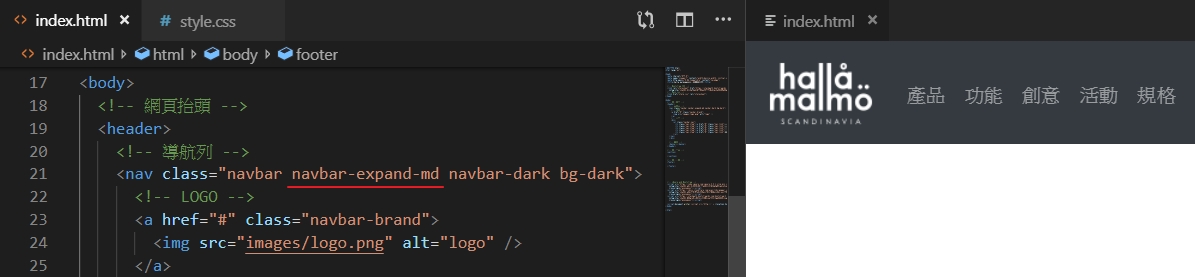 index.html
style.css
index.html
index.html html body footer
17 <body>
18 <!-- 網頁抬頭 -->
19 <header>
20 <!-- 導航列 -->
21 <nav class="navbar navbar-expand-md navbar-dark bg-dark">
22 <!-- LOGO -->
23 <a href="#" class="navbar-brand">
24 <img src="images/logo.png" alt="logo" />
25 </a>
hallå
malmö
SCANDINAVIA
產品 功能 創意 活動 規格